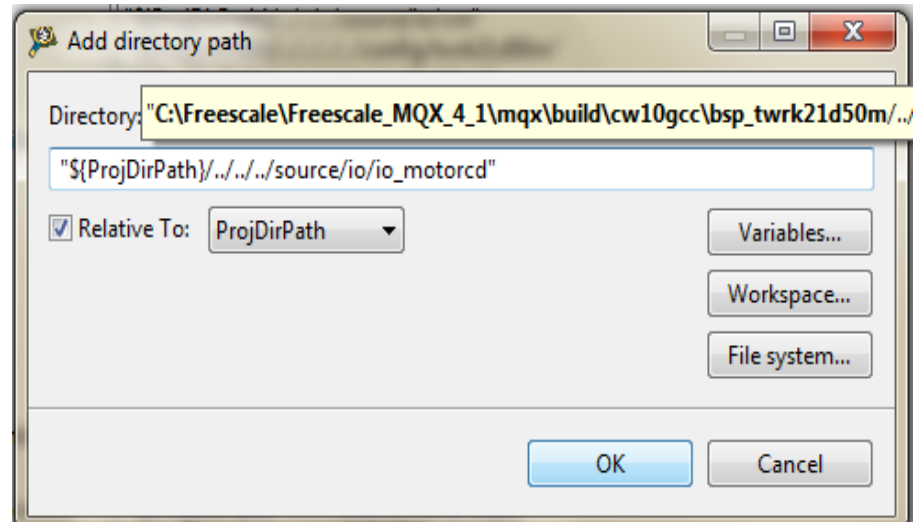 Add directory path
Directory: "C:\Freescale\Freescale_MQX_4_1\mqx\build\cw10gcc\bsp_twrk21d50m/../
"${ProjDirPath}/../../../source/io/io_motorcd"
Relative To: ProjDirPath
Variables...
Workspace...
File system...
OK Cancel